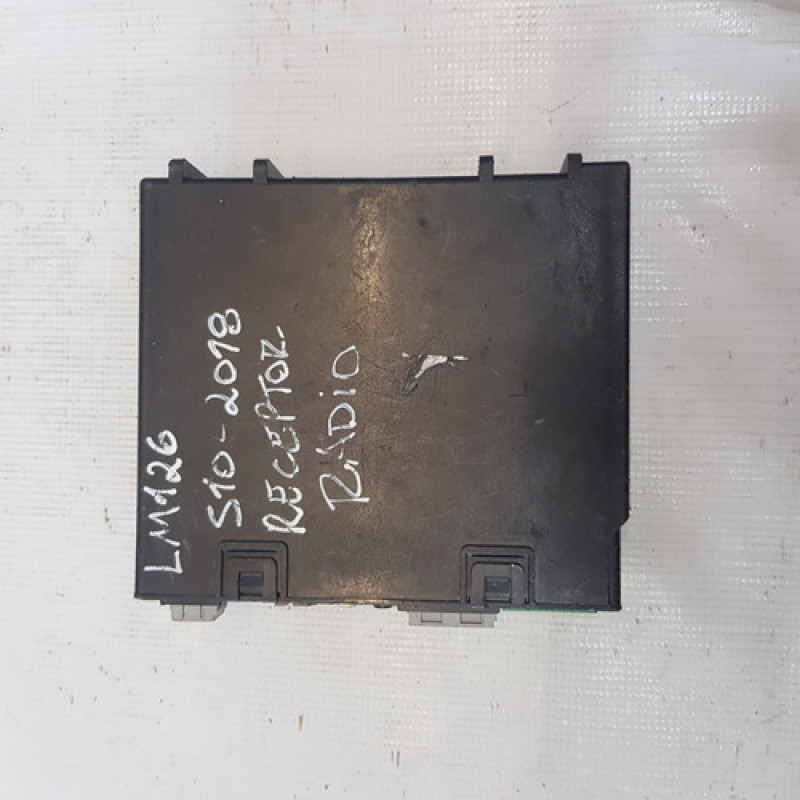 LM126
S10-2018
RECEPTOR
RADiO